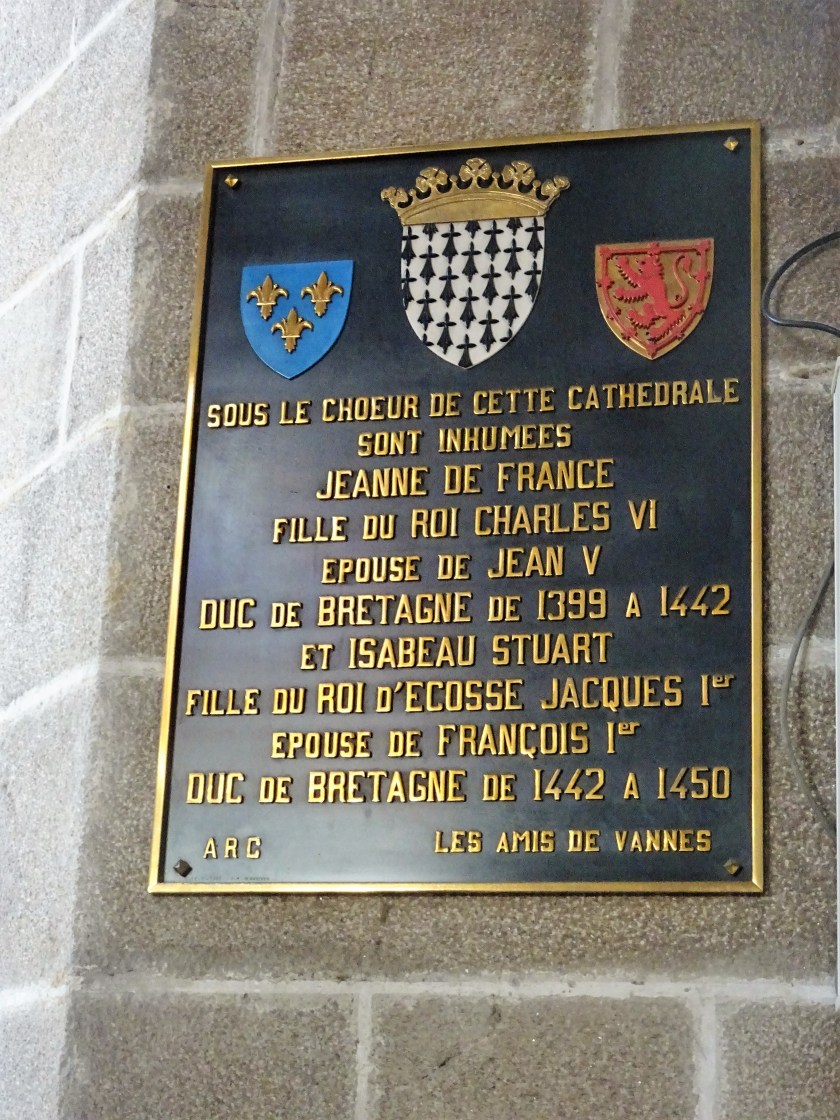 SOUS LE CHOEUR DE CETTE CATHEDRALE
SONT INHUMEES
JEANNE DE FRANCE
FILLE DU ROI CHARLES VI
EPOUSE DE JEAN V
DUC DE BRETAGNE DE 1399 A 1442
ET ISABEAU STUART
FILLE DU ROI D'ECOSSE JACQUES Ier
EPOUSE DE FRANÇOIS Ier
DUC DE BRETAGNE DE 1442 A 1450
ARC LES AMIS DE VANNES